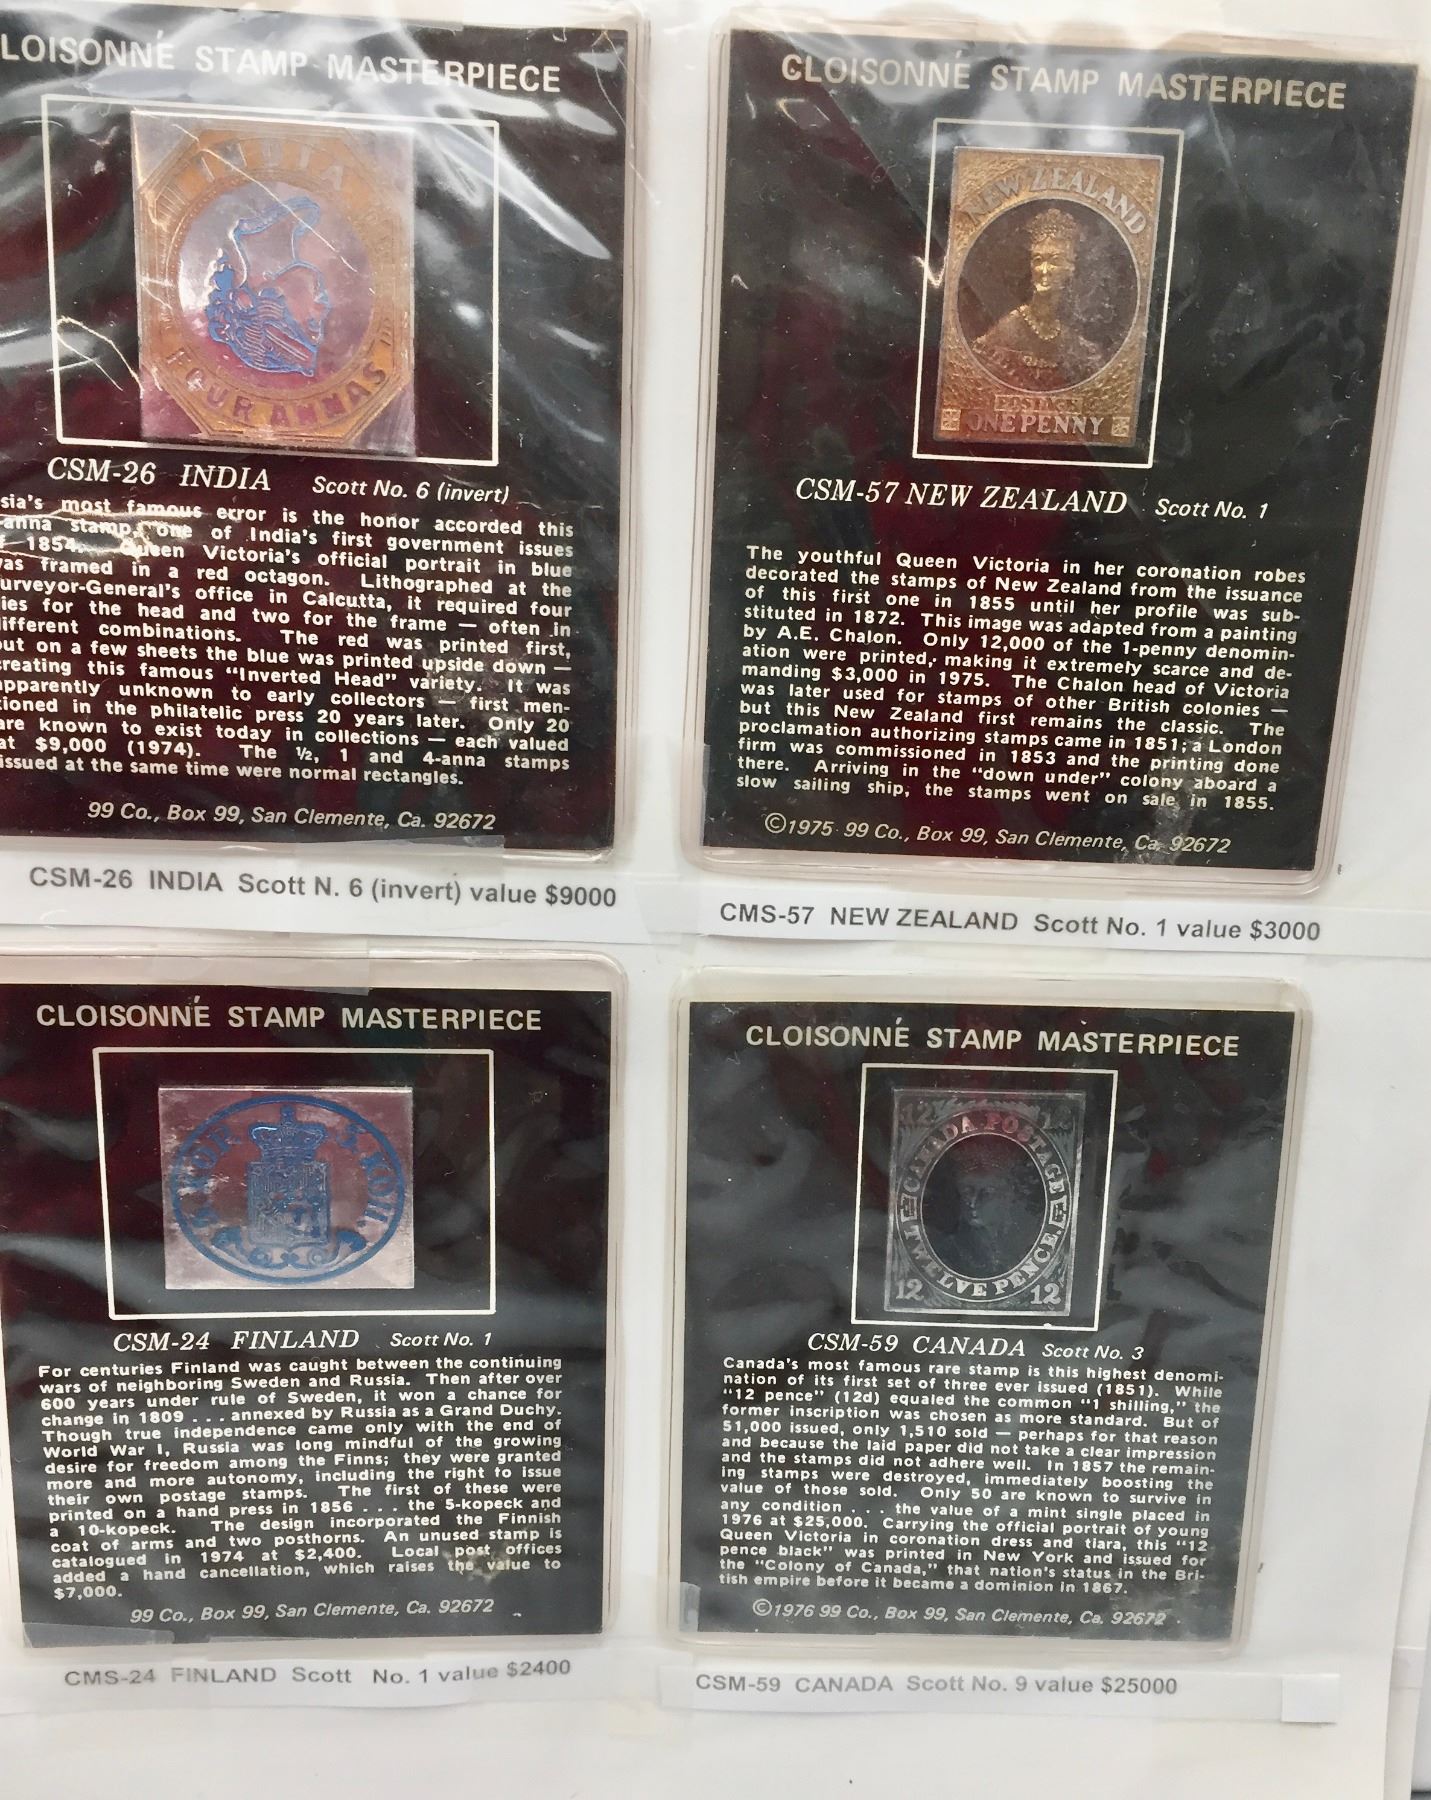 LOISONNÉ STAMP MASTERPIECE
INDIA
FOUR ANNAS
CSM-26 INDIA Scott No. 6 (invert)
sia's most famous error is the honor accorded this
anna stamp, one of India's first government issues
1854. Queen Victoria's official portrait in blue
as framed in a red octagon. Lithographed at the
urveyor-General's office in Calcutta, it required four
ies for the head and two for the frame — often in
ifferent combinations. The red was printed first,
ut on a few sheets the blue was printed upside down —
reating this famous "Inverted Head" variety. It was
pparently unknown to early collectors — first men-
ioned in the philatelic press 20 years later. Only 20
are known to exist today in collections — each valued
at $9,000 (1974). The ½, 1 and 4-anna stamps
issued at the same time were normal rectangles.
99 Co., Box 99, San Clemente, Ca. 92672
CSM-26 INDIA Scott N. 6 (invert) value $9000
CLOISONNÉ STAMP MASTERPIECE
NEW ZEALAND
POSTAGE
ONE PENNY
CSM-57 NEW ZEALAND Scott No. 1
The youthful Queen Victoria in her coronation robes
decorated the stamps of New Zealand from the issuance
of this first one in 1855 until her profile was sub-
stituted in 1872. This image was adapted from a painting
by A.E. Chalon. Only 12,000 of the 1-penny denomin-
ation were printed, making it extremely scarce and de-
manding $3,000 in 1975. The Chalon head of Victoria
was later used for stamps of other British colonies —
but this New Zealand first remains the classic. The
proclamation authorizing stamps came in 1851; a London
firm was commissioned in 1853 and the printing done
there. Arriving in the "down under" colony aboard a
slow sailing ship, the stamps went on sale in 1855.
©1975 99 Co., Box 99, San Clemente, Ca. 92672
CMS-57 NEW ZEALAND Scott No. 1 value $3000
CLOISONNÉ STAMP MASTERPIECE
CSM-24 FINLAND Scott No. 1
For centuries Finland was caught between the continuing
wars of neighboring Sweden and Russia. Then after over
600 years under rule of Sweden, it won a chance for
change in 1809 . . . annexed by Russia as a Grand Duchy.
Though true independence came only with the end of
World War I, Russia was long mindful of the growing
desire for freedom among the Finns; they were granted
more and more autonomy, including the right to issue
their own postage stamps. The first of these were
printed on a hand press in 1856 . . . the 5-kopeck and
a 10-kopeck. The design incorporated the Finnish
coat of arms and two posthorns. An unused stamp is
catalogued in 1974 at $2,400. Local post offices
added a hand cancellation, which raises the value to
$7,000.
99 Co., Box 99, San Clemente, Ca. 92672
CMS-24 FINLAND Scott No. 1 value $2400
CLOISONNÉ STAMP MASTERPIECE
12 12
CANADA POSTAGE
TWELVE PENCE.
12 12
CSM-59 CANADA Scott No. 3
Canada's most famous rare stamp is this highest denomi-
nation of its first set of three ever issued (1851). While
"12 pence" (12d) equaled the common "1 shilling," the
former inscription was chosen as more standard. But of
51,000 issued, only 1,510 sold — perhaps for that reason
and because the laid paper did not take a clear impression
and the stamps did not adhere well. In 1857 the remain-
ing stamps were destroyed, immediately boosting the
value of those sold. Only 50 are known to survive in
any condition . . . the value of a mint single placed in
1976 at $25,000. Carrying the official portrait of young
Queen Victoria in coronation dress and tiara, this "12
pence black" was printed in New York and issued for
the "Colony of Canada," that nation's status in the Bri-
tish empire before it became a dominion in 1867.
©1976 99 Co., Box 99, San Clemente, Ca. 92672
CSM-59 CANADA Scott No. 9 value $25000